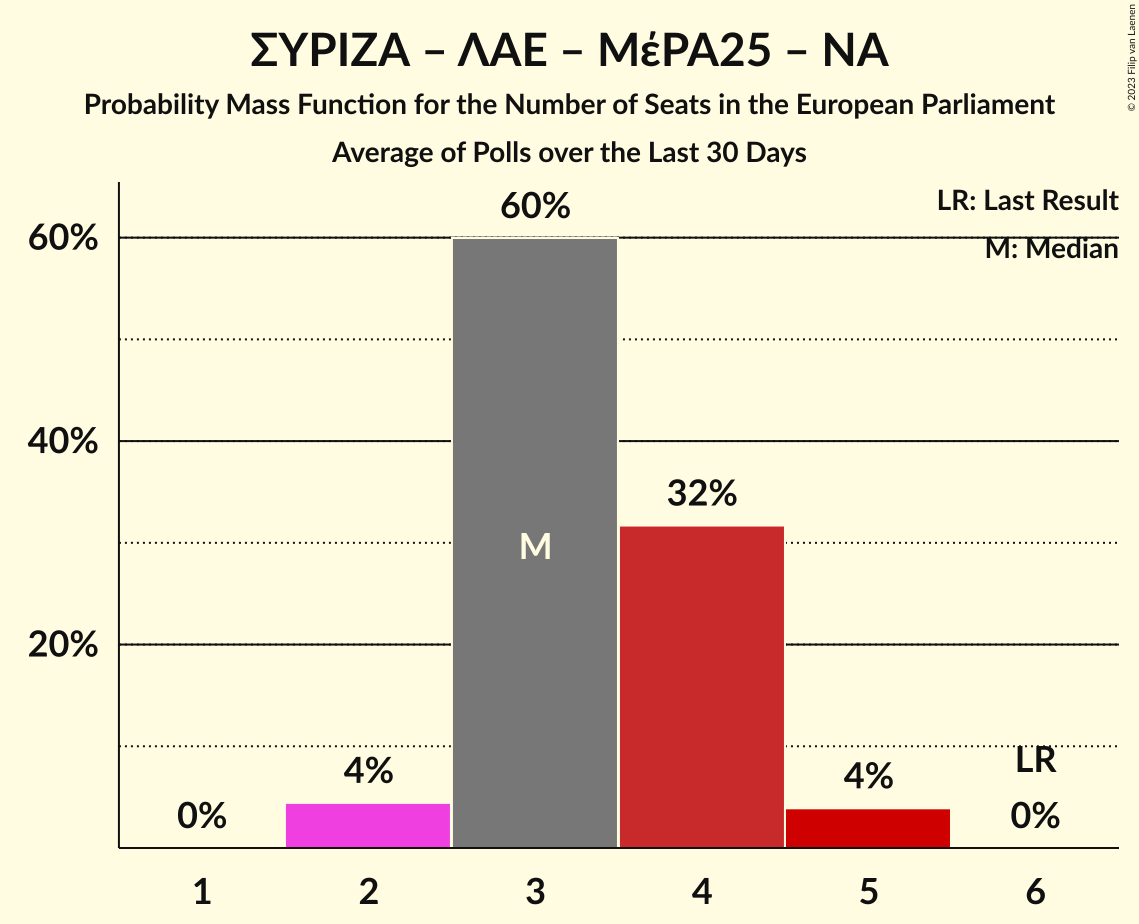 ΣΥΡΙΖΑ – ΛΑΕ – ΜέΡΑ25 – ΝΑ
Probability Mass Function for the Number of Seats in the European Parliament
Average of Polls over the Last 30 Days
© 2023 Filip van Laenen
LR: Last Result
M: Median
60%
60%
40%
32%
M
20%
LR
4%
4%
0%
0%
1 2 3 4 5 6